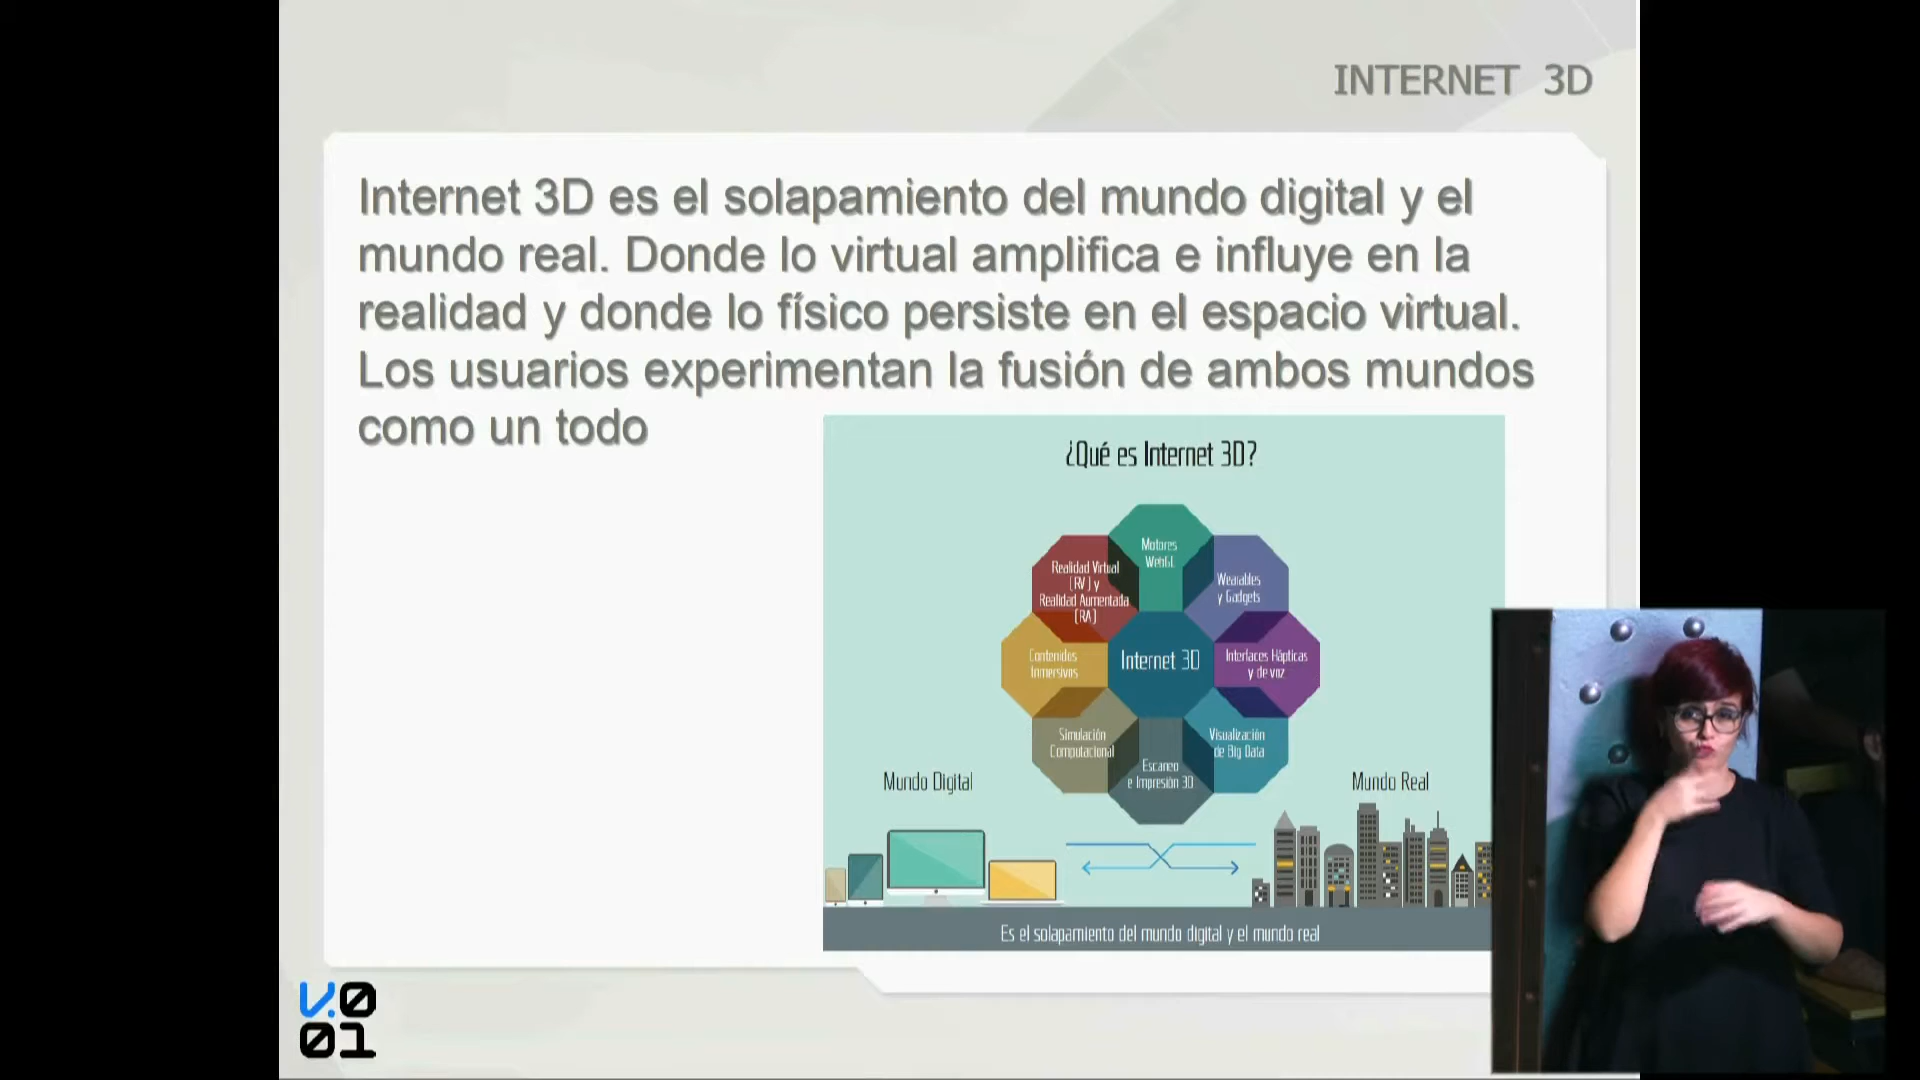 INTERNET 3D
Internet 3D es el solapamiento del mundo digital y el
mundo real. Donde lo virtual amplifica e influye en la
realidad y donde lo físico persiste en el espacio virtual.
Los usuarios experimentan la fusión de ambos mundos
como un todo
¿Qué es Internet 3D?
Motores
WebGL
Realidad Virtual
(RV) y
Realidad Aumentada
(RA)
Wearables
y Gadgets
Contenidos
Inmersivos
Internet 3D
Interfaces Hápticas
y de voz
Simulación
Computacional
Visualización
de Big Data
Escaneo
e Impresión 3D
Mundo Digital
Mundo Real
Es el solapamiento del mundo digital y el mundo real
V.0
01